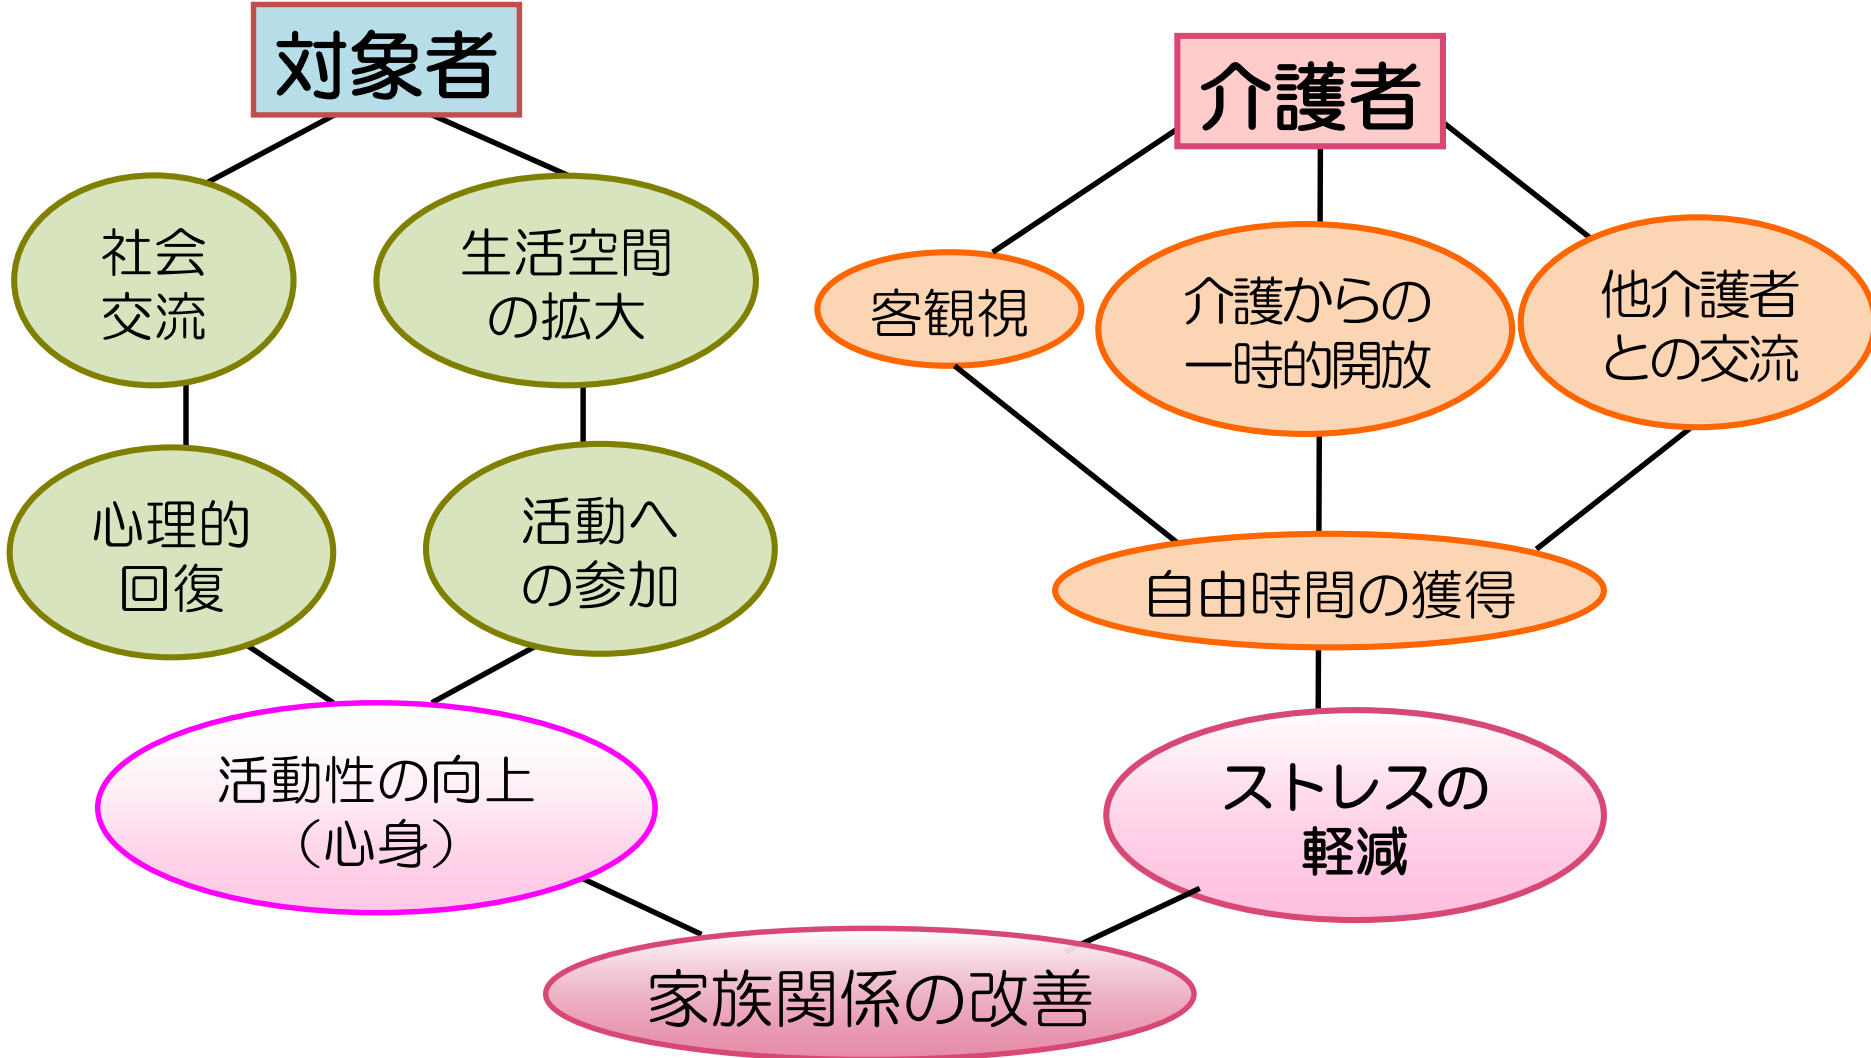 対象者
社会
交流
生活空間
の拡大
心理的
回復
活動へ
の参加
活動性の向上
（心身）
介護者
客観視
介護からの
一時的開放
他介護者
との交流
自由時間の獲得
ストレスの
軽減
家族関係の改善